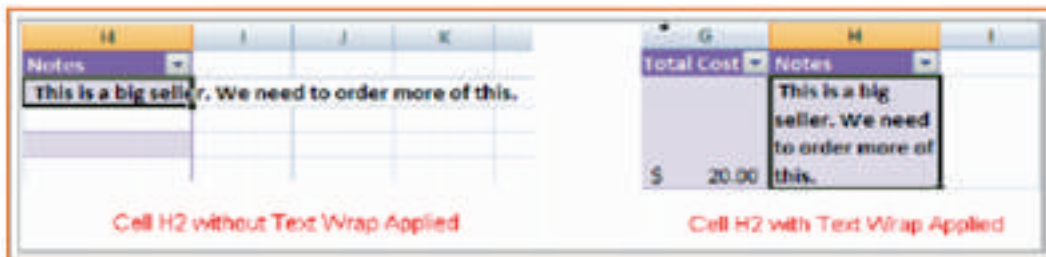 H I J K
Notes
This is a big seller. We need to order more of this.
Cell H2 without Text Wrap Applied
G H I
Total Cost Notes
This is a big
seller. We need
to order more of
$ 20.00 this.
Cell H2 with Text Wrap Applied